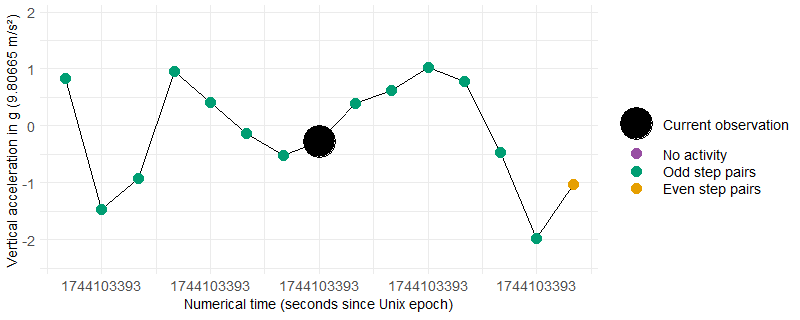 Vertical acceleration in g (9.80665 m/s²)
2
1
0
-1
-2
1744103393 1744103393 1744103393 1744103393 1744103393
Numerical time (seconds since Unix epoch)
Current observation
No activity
Odd step pairs
Even step pairs